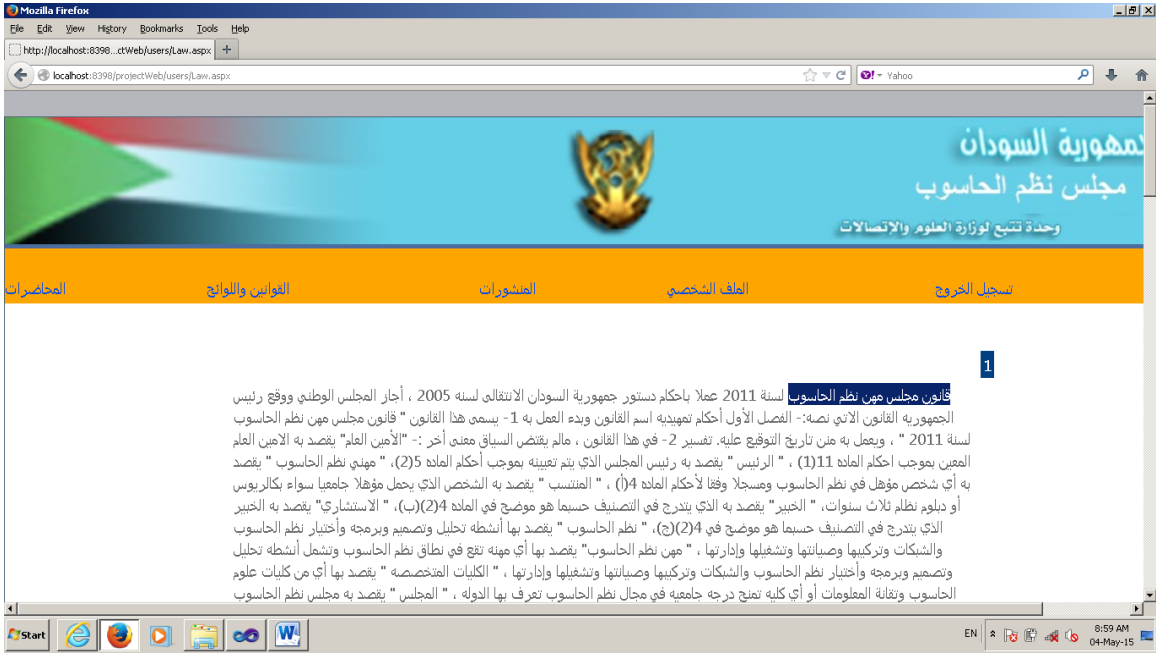 Mozilla Firefox
File Edit View History Bookmarks Tools Help
http://localhost:8398...ctWeb/users/Law.aspx +
localhost:8398/projectWeb/users/Law.aspx Yahoo
جمهورية السودان
مجلس نظم الحاسوب
وحدة تتبع لوزارة العلوم والإتصالات
تسجيل الخروج الملف الشخصي المنشورات القوانين واللوائح المحاضرات
1
قانون مجلس مهن نظم الحاسوب لسنة 2011 عملا باحكام دستور جمهورية السودان الانتقالى لسنه 2005 ، أجاز المجلس الوطني ووقع رئيس
الجمهوريه القانون الاتي نصه:- الفصل الأول أحكام تمهيديه اسم القانون وبدء العمل به 1- يسمى هذا القانون " قانون مجلس مهن نظم الحاسوب
لسنة 2011 " ، ويعمل به من تاريخ التوقيع عليه. تفسير 2- في هذا القانون ، مالم يقتض السياق معنى أخر :- "الأمين العام" يقصد به الامين العام
المعين بموجب احكام الماده 11(1) ، " الرئيس " يقصد به رئيس المجلس الذي يتم تعيينه بموجب أحكام الماده 5(2)، " مهني نظم الحاسوب " يقصد
به أي شخص مؤهل في نظم الحاسوب ومسجلا وفقا لأحكام الماده 4(أ) ، " المنتسب " يقصد به الشخص الذي يحمل مؤهلا جامعيا سواء بكالريوس
أو دبلوم نظام ثلاث سنوات، " الخبير" يقصد به الذي يتدرج في التصنيف حسبما هو موضح في الماده 4(2)(ب)، " الاستشاري" يقصد به الخبير
الذي يتدرج في التصنيف حسبما هو موضح في 4(2)(ج)، " نظم الحاسوب " يقصد بها أنشطه تحليل وتصميم وبرمجه وأختيار نظم الحاسوب
والشبكات وتركيبها وصيانتها وتشغيلها وإدارتها ، " مهن نظم الحاسوب" يقصد بها أي مهنه تقع في نطاق نظم الحاسوب وتشمل أنشطه تحليل
وتصميم وبرمجه وأختيار نظم الحاسوب والشبكات وتركيبها وصيانتها وتشغيلها وإدارتها ، " الكليات المتخصصه " يقصد بها أي من كليات علوم
الحاسوب وتقانة المعلومات أو أي كليه تمنح درجه جامعيه في مجال نظم الحاسوب تعرف بها الدوله ، " المجلس " يقصد به مجلس نظم الحاسوب
Start EN 8:59 AM
04-May-15